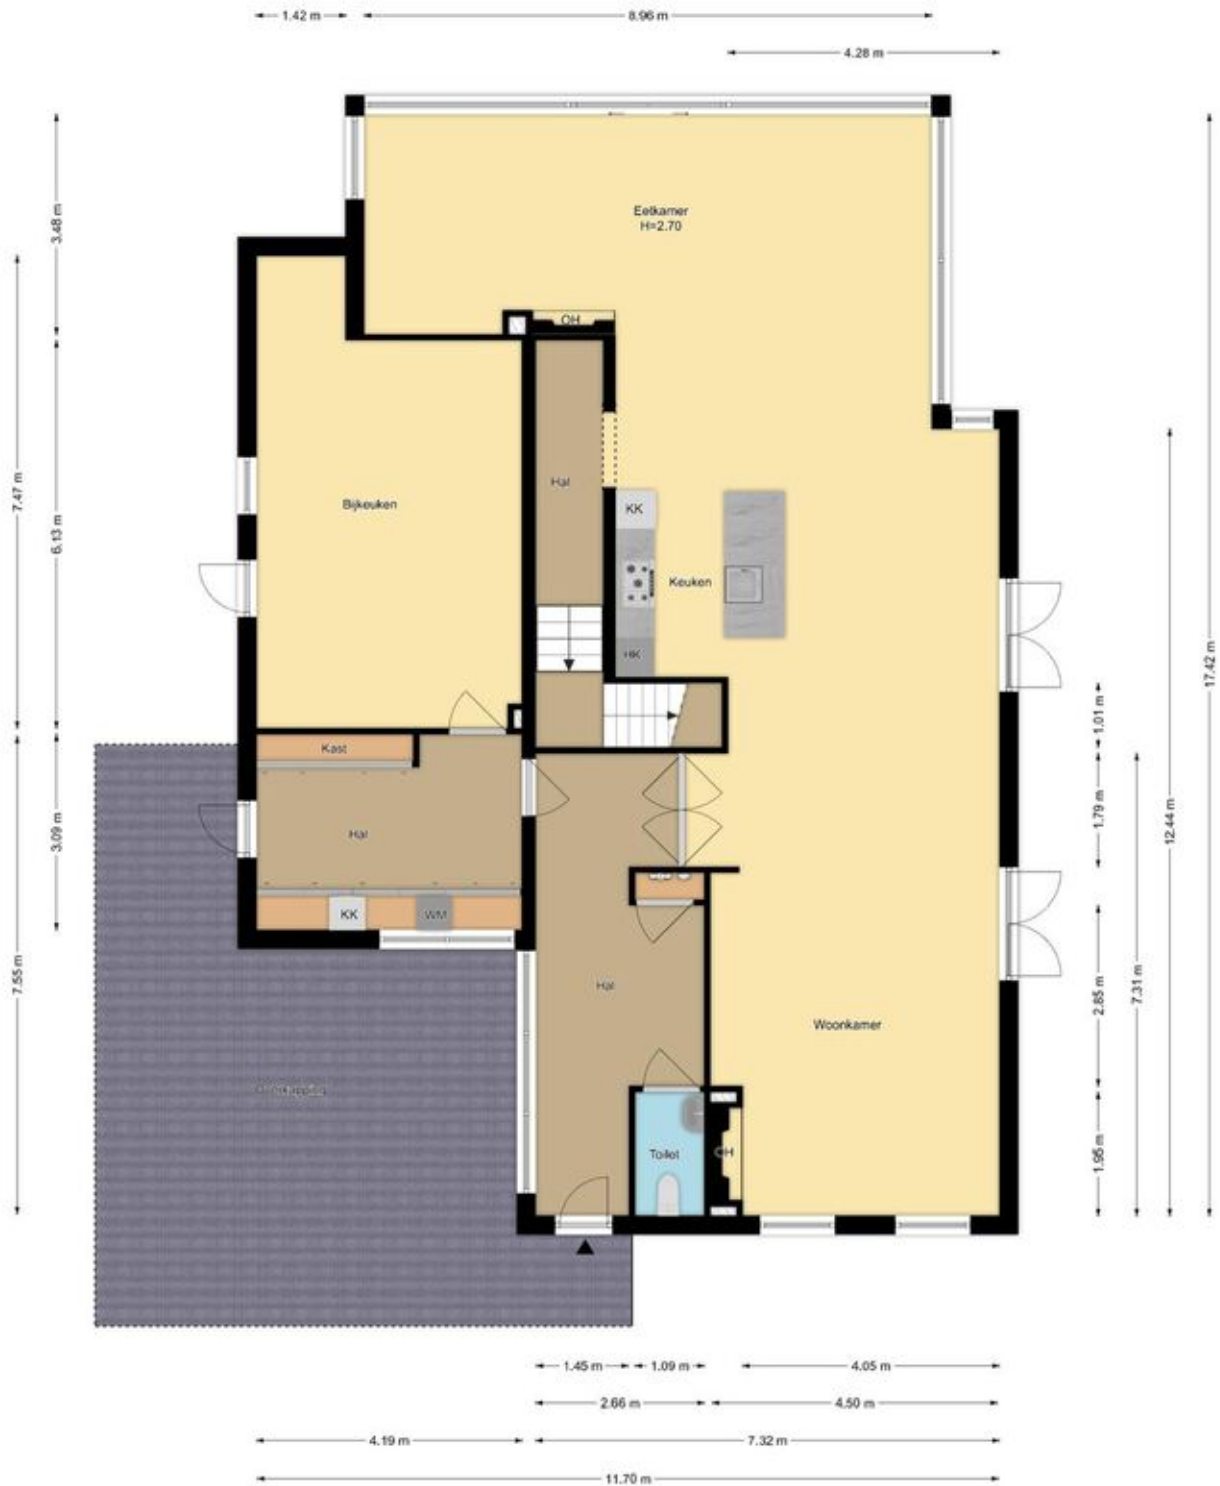 1.42 m
8.96 m
4.28 m
3.48 m
Eetkamer
H=2.70
OH
7.47 m
6.13 m
Hal
Bijkeuken
KK
Keuken
HK
17.42 m
1.01 m
Kast
1.79 m
12.44 m
3.09 m
Hal
KK
WM
7.55 m
Hal
2.85 m
7.31 m
Woonkamer
Toilet
OH
1.95 m
1.45 m
1.09 m
4.05 m
2.66 m
4.50 m
4.19 m
7.32 m
11.70 m